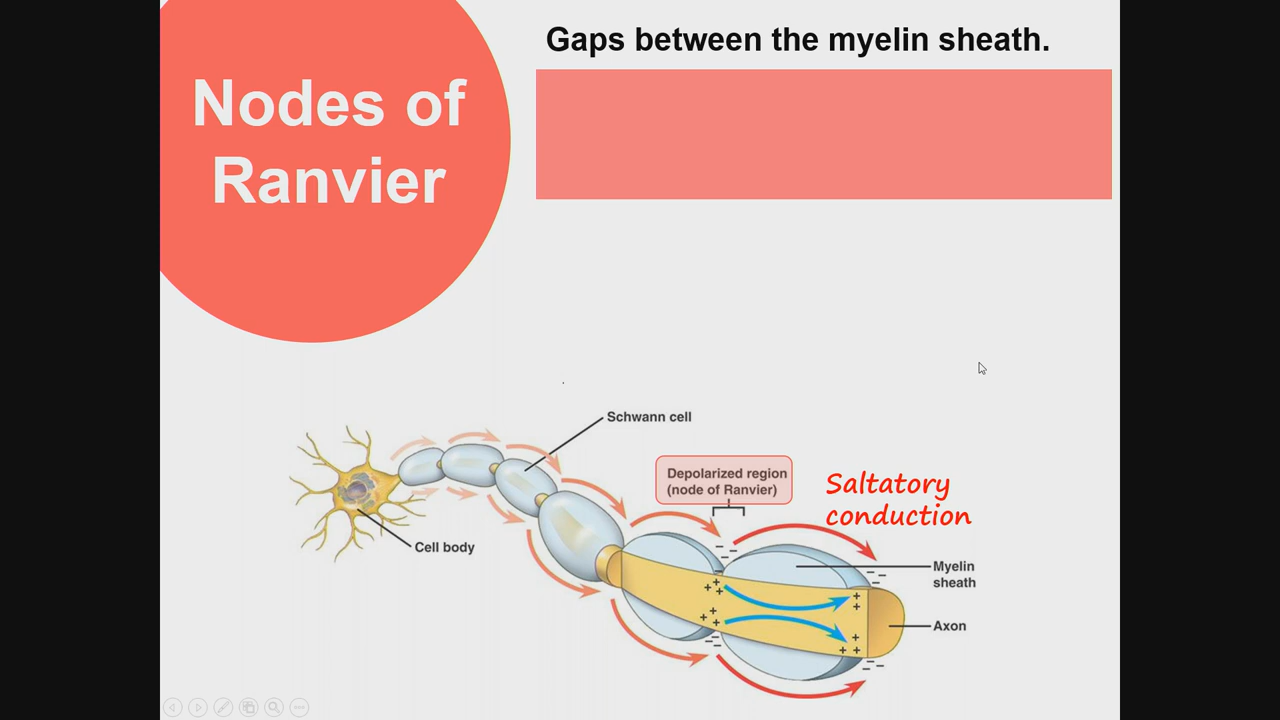 Nodes of
Ranvier
Gaps between the myelin sheath.
Schwann cell
Depolarized region
(node of Ranvier)
Saltatory
conduction
Cell body
Myelin
sheath
Axon